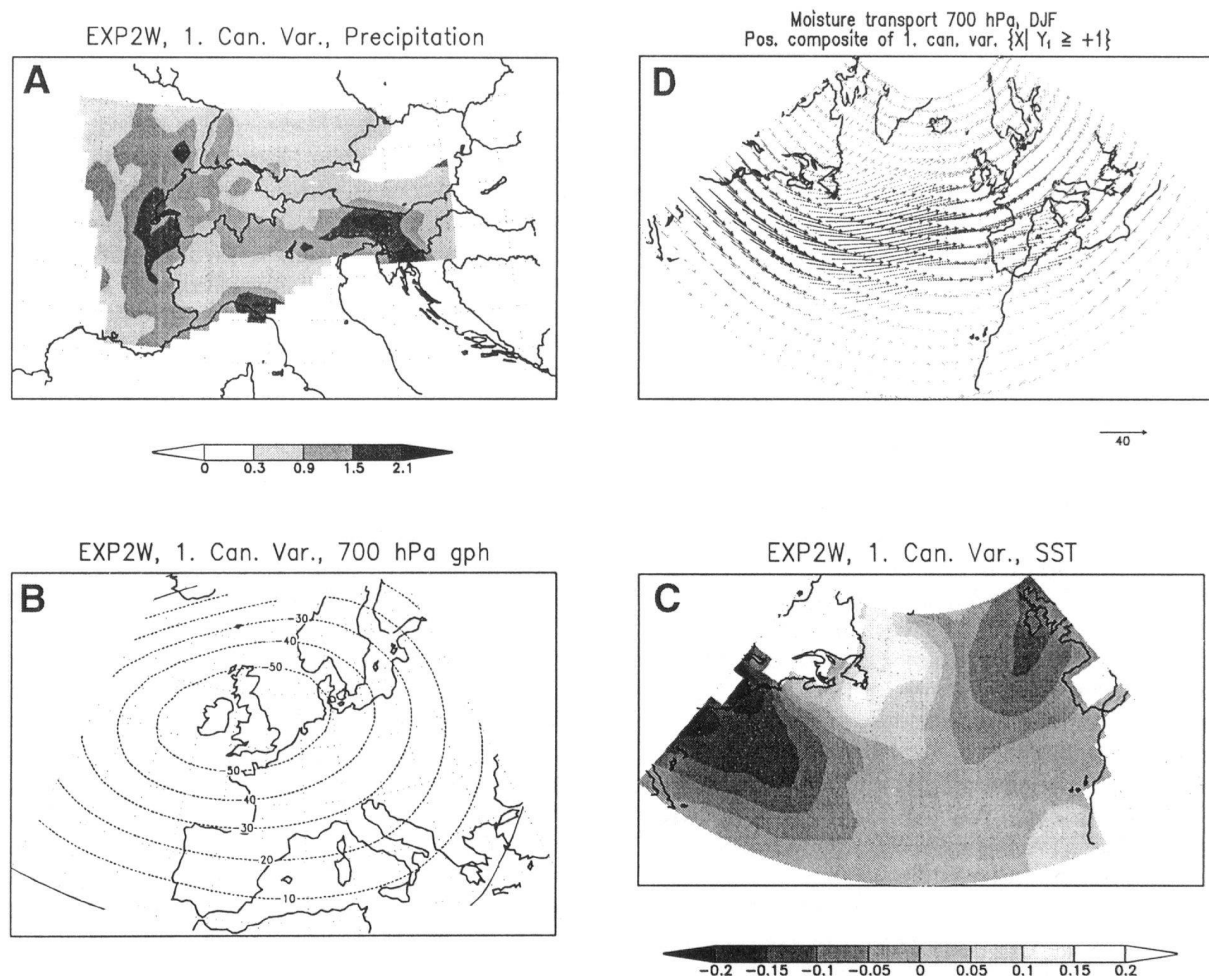 EXP2W, 1. Can. Var., Precipitation
A
0 0.3 0.9 1.5 2.1
Moisture transport 700 hPa, DJF
Pos. composite of 1. can. var. {X| Y₁ ≧ +1}
D
40
EXP2W, 1. Can. Var., 700 hPa gph
B
-30
-40
-50
-50
-40
-30
20
10
EXP2W, 1. Can. Var., SST
C
-0.2 -0.15 -0.1 -0.05 0 0.05 0.1 0.15 0.2